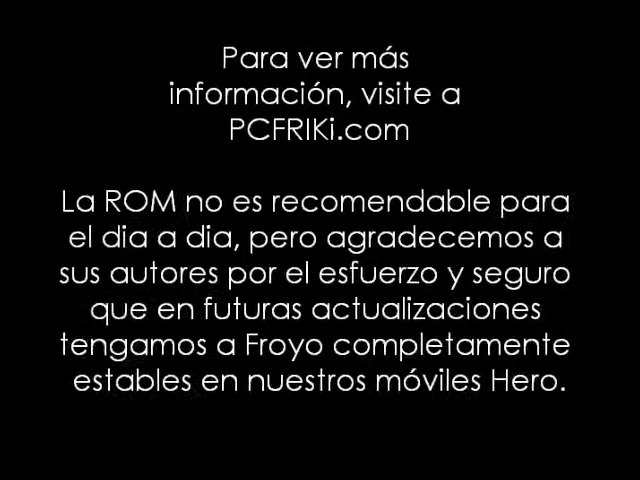 Para ver más
información, visite a
PCFRIKi.com
La ROM no es recomendable para
el dia a dia, pero agradecemos a
sus autores por el esfuerzo y seguro
que en futuras actualizaciones
tengamos a Froyo completamente
estables en nuestros móviles Hero.